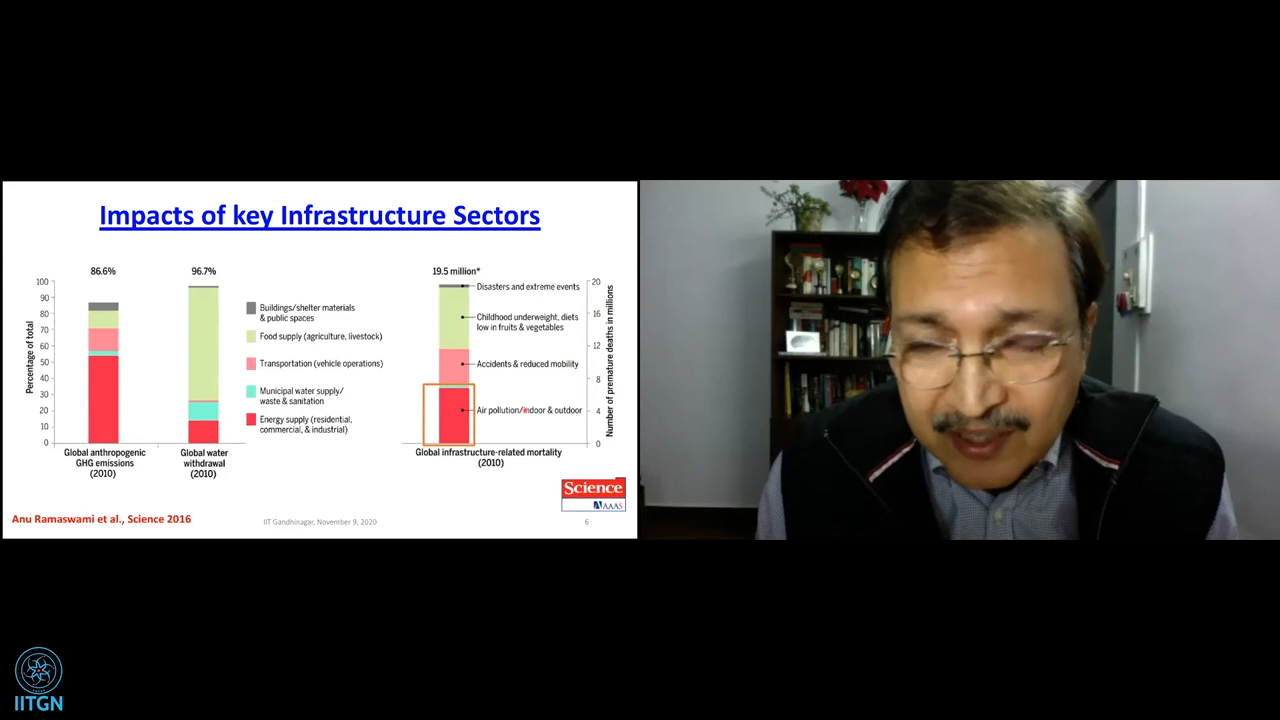 Impacts of key Infrastructure Sectors
86.6%
96.7%
100
90
80
70
60
50
40
30
20
10
0
Percentage of total
Global anthropogenic
GHG emissions
(2010)
Global water
withdrawal
(2010)
Buildings/shelter materials
& public spaces
Food supply (agriculture, livestock)
Transportation (vehicle operations)
Municipal water supply/
waste & sanitation
Energy supply (residential,
commercial, & industrial)
19.5 million*
Disasters and extreme events
Childhood underweight, diets
low in fruits & vegetables
Accidents & reduced mobility
Air pollution/indoor & outdoor
20
16
12
8
4
0
Number of premature deaths in millions
Global infrastructure-related mortality
(2010)
Science
AAAS
Anu Ramaswami et al., Science 2016
IIT Gandhinagar, November 9, 2020
6
IITGN